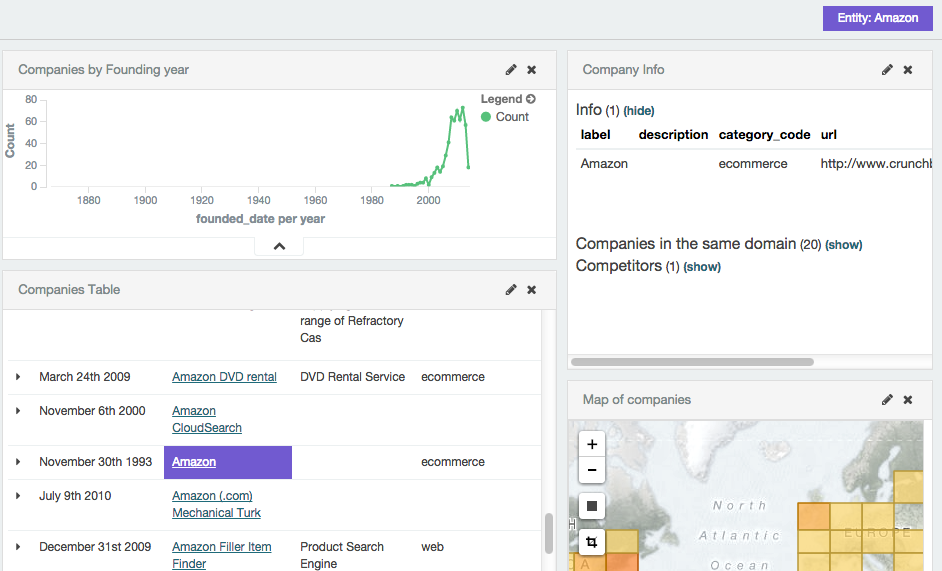 Entity: Amazon
Companies by Founding year
Company Info
80
60
40
20
0
Count
1880 1900 1920 1940 1960 1980 2000
founded_date per year
Legend
Count
Info (1) (hide)
label description category_code url
Amazon ecommerce http://www.crunchb
Companies in the same domain (20) (show)
Competitors (1) (show)
Companies Table
range of Refractory
Cas
March 24th 2009 Amazon DVD rental DVD Rental Service ecommerce
November 6th 2000 Amazon
CloudSearch
November 30th 1993 Amazon ecommerce
July 9th 2010 Amazon (.com)
Mechanical Turk
December 31st 2009 Amazon Filler Item Product Search web
Finder Engine
Map of companies
+
−
North
Atlantic
Ocean
EUROPE